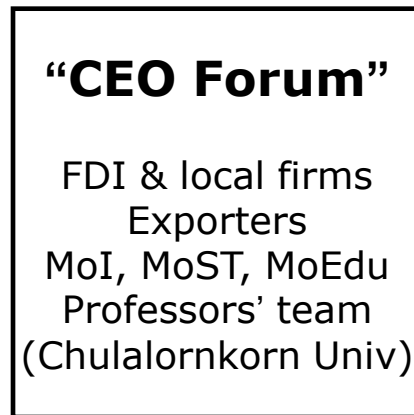 “CEO Forum”
FDI & local firms
Exporters
MoI, MoST, MoEdu
Professors’ team
(Chulalornkorn Univ)